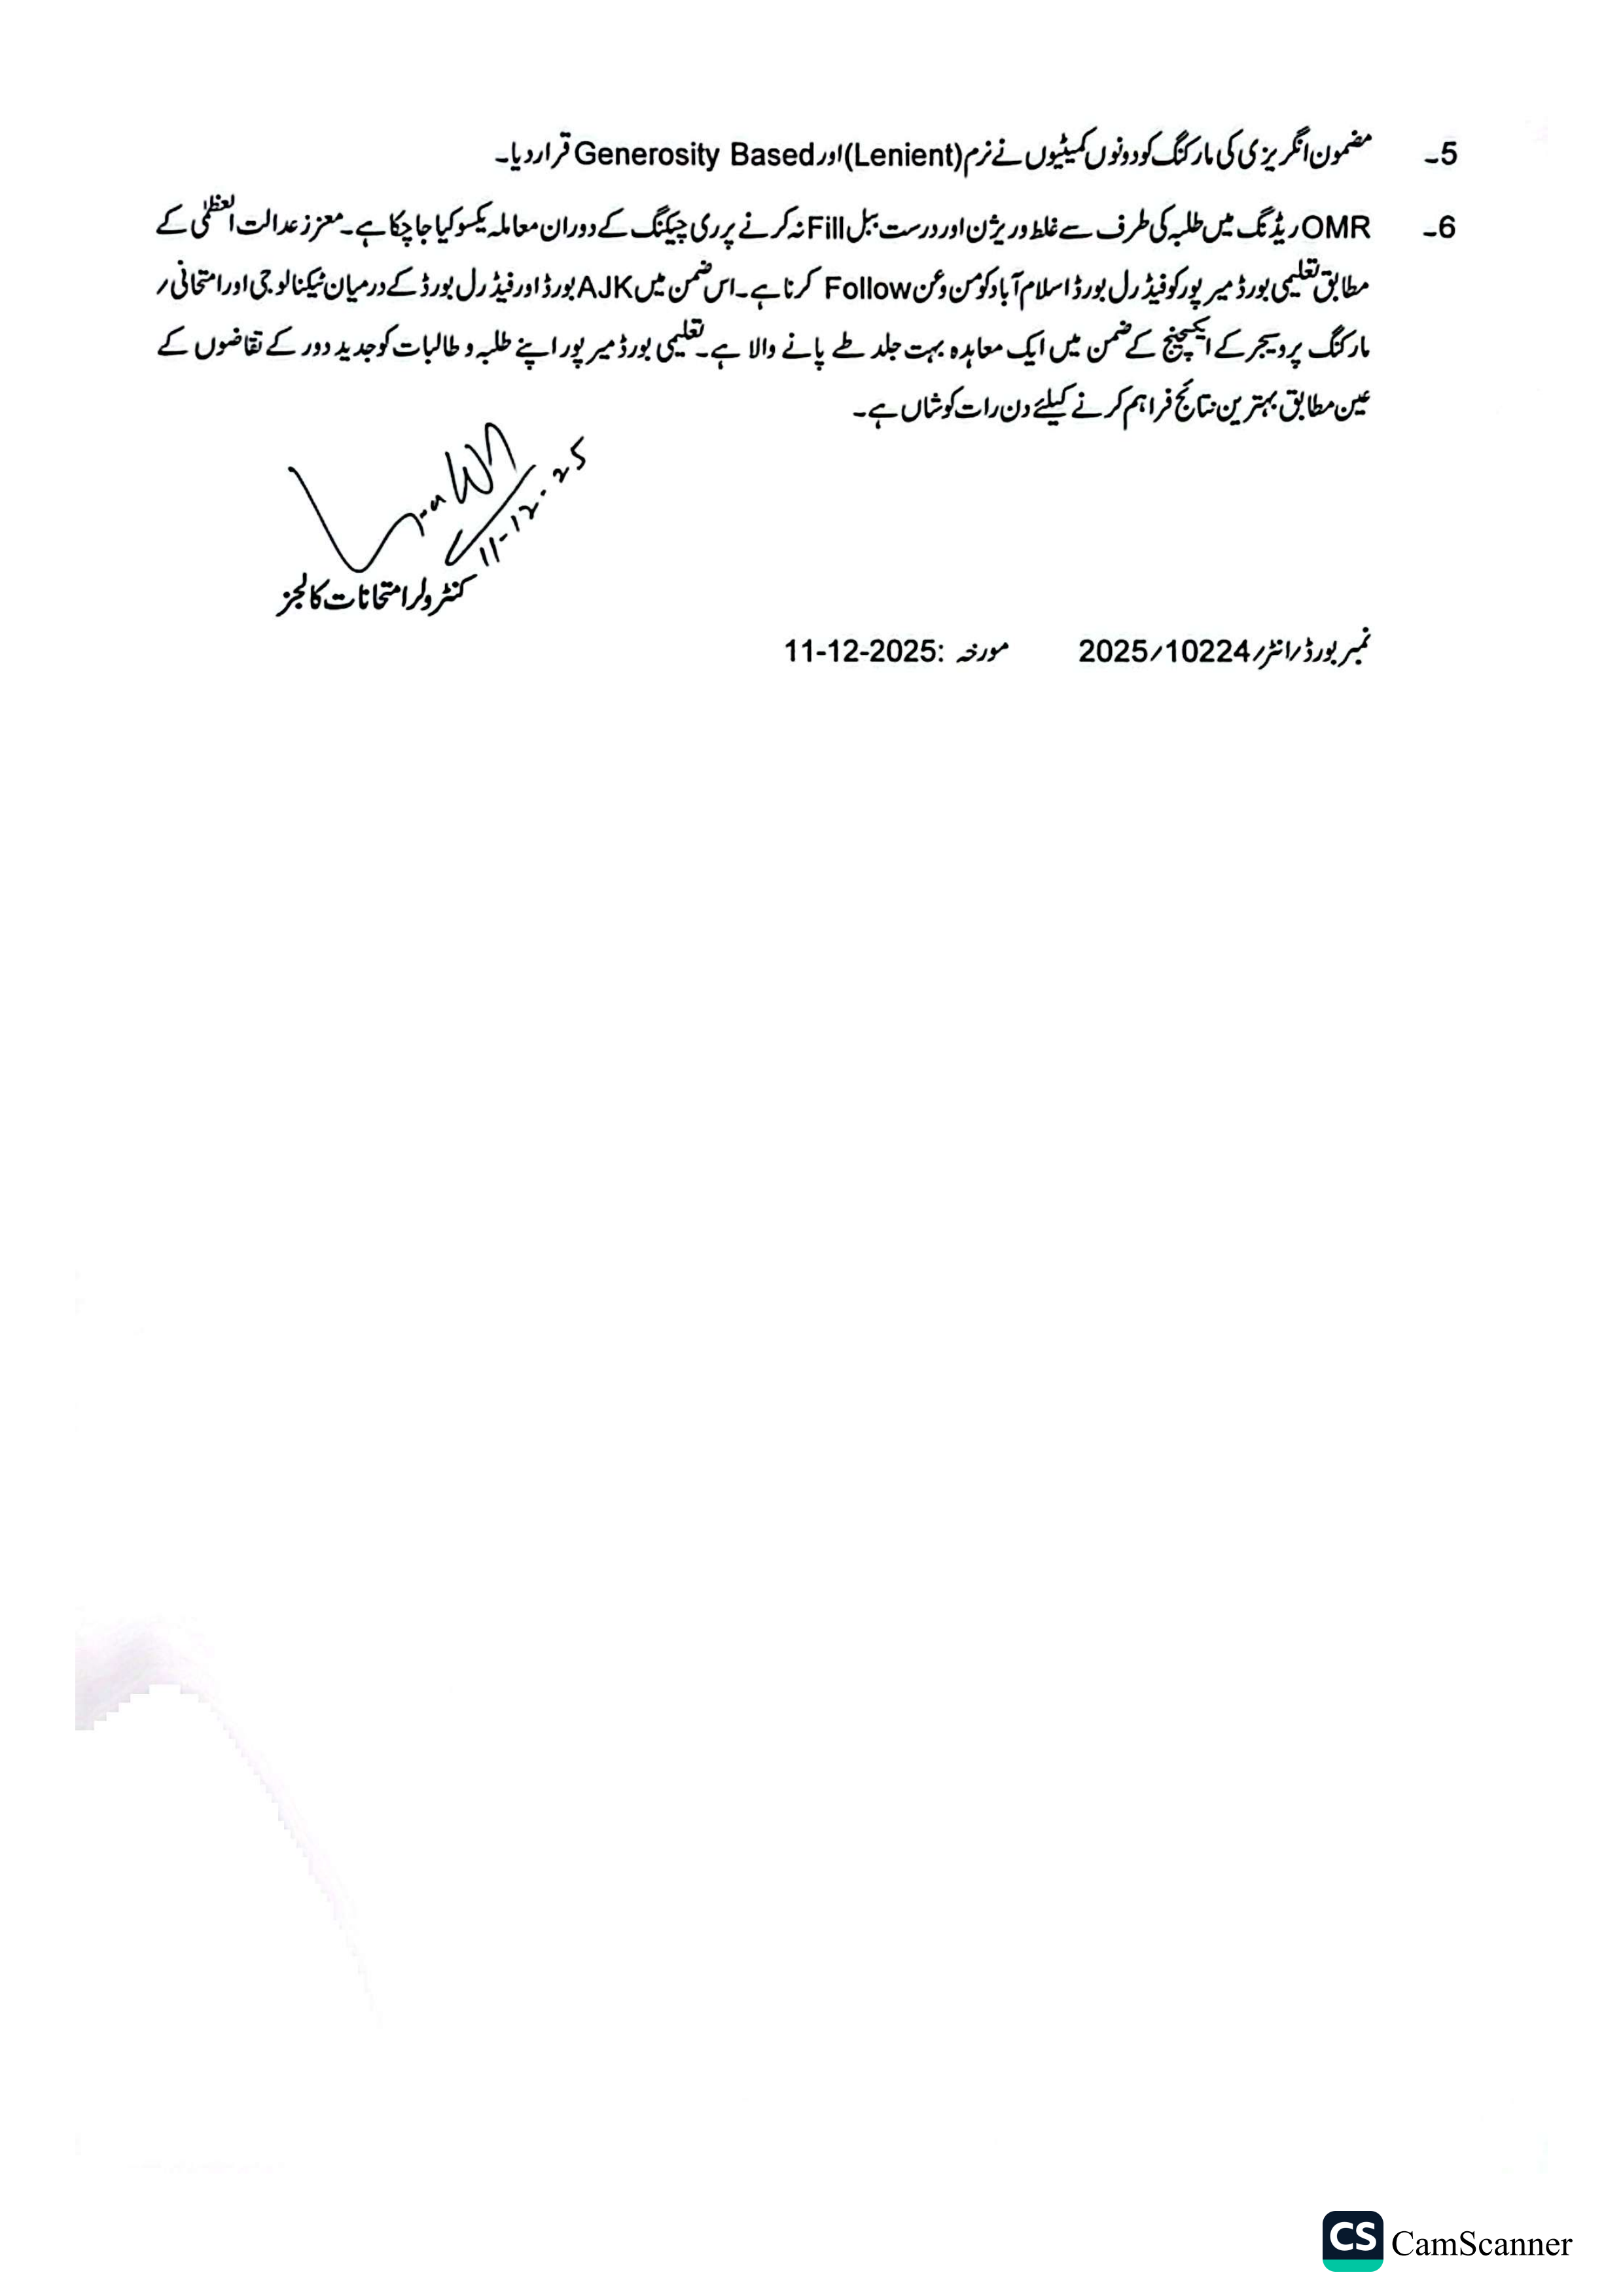 5۔ مضمون انگریزی کی مارکنگ کو دونوں کمیٹیوں نے نرم (Lenient) اور Generosity Based قرار دیا۔
6۔ OMR ریڈنگ میں طلبہ کی طرف سے غلط ورژن اور درست ببل Fill نہ کرنے پر ری چیکنگ کے دوران معاملہ یکسو کیا جا چکا ہے۔ معزز عدالت العظمٰی کے
مطابق تعلیمی بورڈ میرپور کو فیڈرل بورڈ اسلام آباد کو من و عن Follow کرنا ہے۔ اس ضمن میں AJK بورڈ اور فیڈرل بورڈ کے درمیان ٹیکنالوجی اور امتحانی /
مارکنگ پروسیجر کے ایکسچینج کے ضمن میں ایک معاہدہ بہت جلد طے پانے والا ہے۔ تعلیمی بورڈ میرپور اپنے طلبہ و طالبات کو جدید دور کے تقاضوں کے
عین مطابق بہترین نتائج فراہم کرنے کیلئے دن رات کوشاں ہے۔
11-12-25
کنٹرولر امتحانات کالجز
نمبر بورڈ/انٹر/10224/2025 مورخہ: 11-12-2025
CS CamScanner